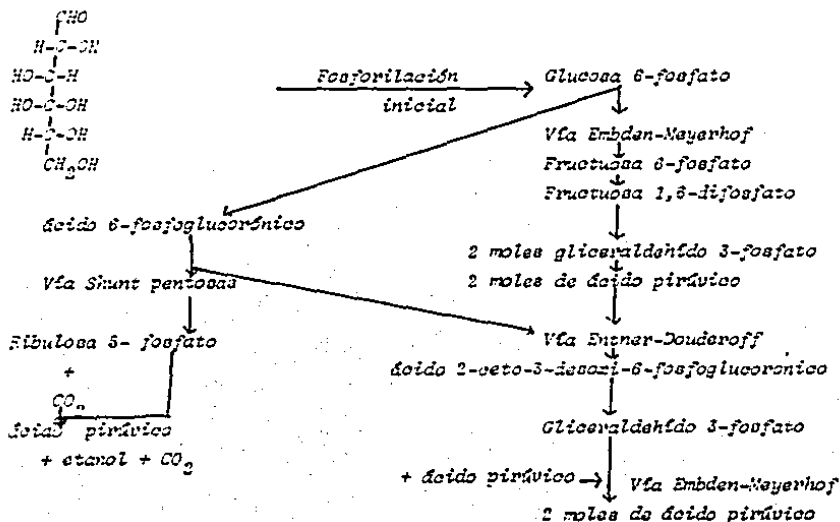 CHO
H-C-OH
HO-C-H
HO-C-OH
H-C-OH
CH2OH
Fosforilación
inicial
Glucosa 6-fosfato
Vía Embden-Meyerhof
Fructuosa 6-fosfato
Fructuosa 1,6-difosfato
2 moles gliceraldehído 3-fosfato
2 moles de ácido pirúvico
ácido 6-fosfoglucorónico
Vía Shunt pentosas
Ribulosa 5- fosfato
+
CO2
ácido pirúvico
+ etanol + CO2
Vía Entner-Douderoff
ácido 2-ceto-3-desoxi-6-fosfoglucorónico
Gliceraldehído 3-fosfato
+ ácido pirúvico
Vía Embden-Meyerhof
2 moles de ácido pirúvico